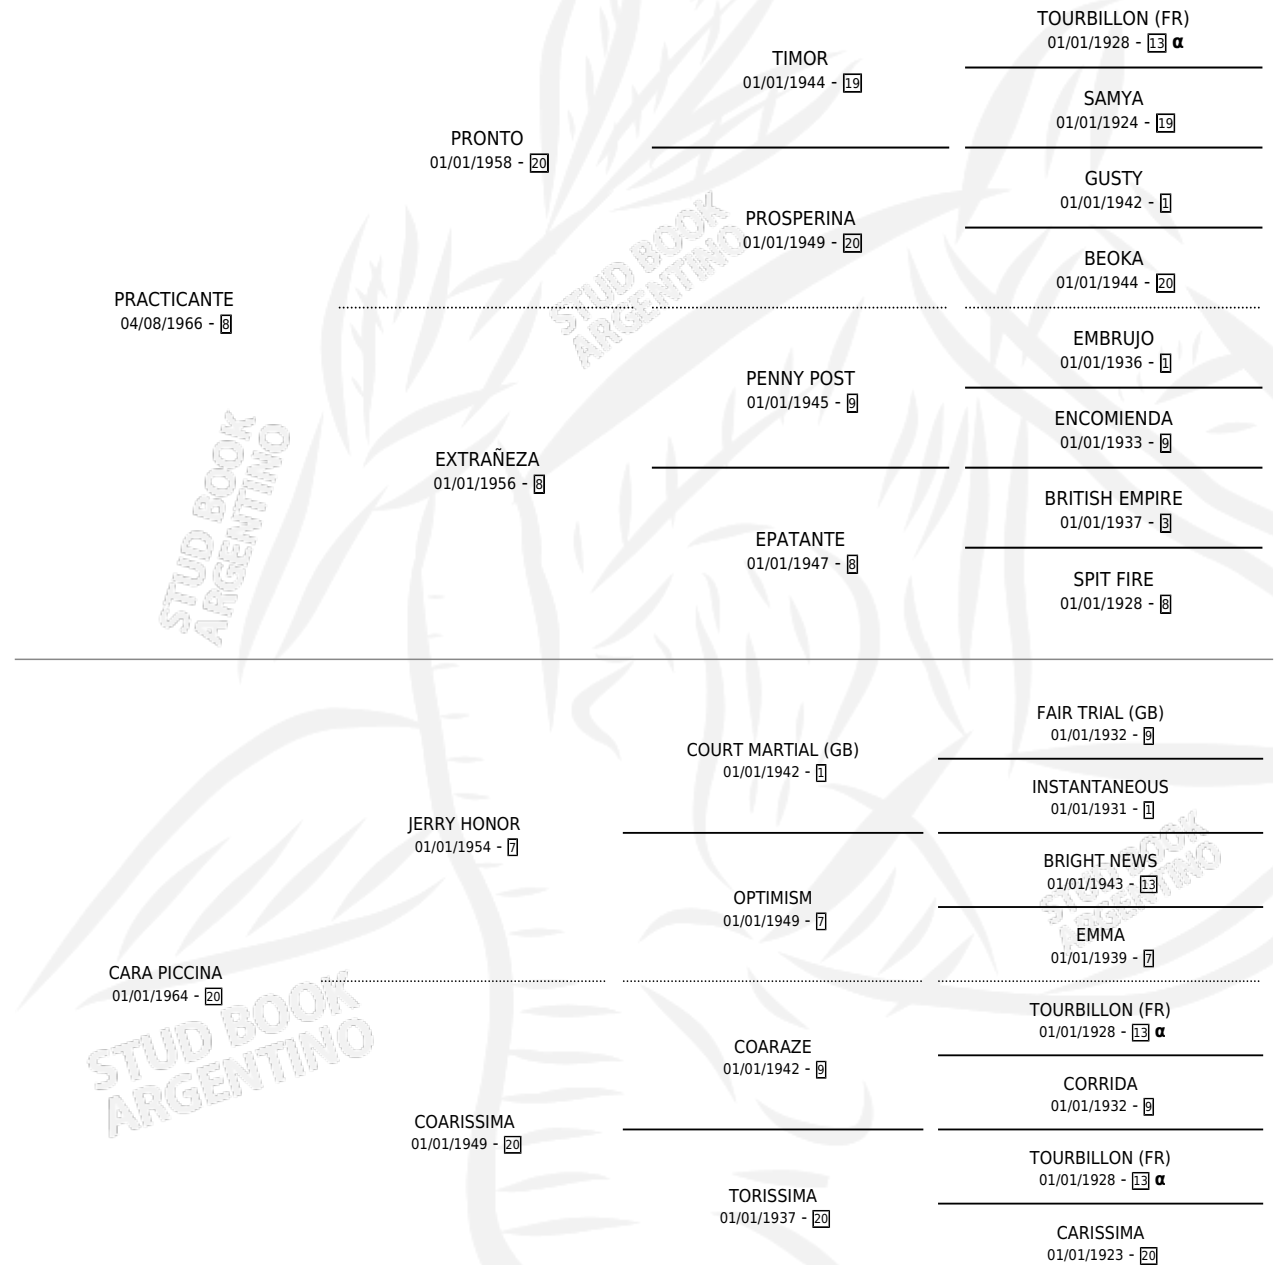 PRACTICANTE
04/08/1966 - 8
PRONTO
01/01/1958 - 20
EXTRAÑEZA
01/01/1956 - 8
TIMOR
01/01/1944 - 19
PROSPERINA
01/01/1949 - 20
PENNY POST
01/01/1945 - 9
EPATANTE
01/01/1947 - 8
TOURBILLON (FR)
01/01/1928 - 13 α
SAMYA
01/01/1924 - 19
GUSTY
01/01/1942 - 1
BEOKA
01/01/1944 - 20
EMBRUJO
01/01/1936 - 1
ENCOMIENDA
01/01/1933 - 9
BRITISH EMPIRE
01/01/1937 - 3
SPIT FIRE
01/01/1928 - 8
STUD BOOK
ARGENTINO
STUD BOOK
ARGENTINO
CARA PICCINA
01/01/1964 - 20
JERRY HONOR
01/01/1954 - 7
COARISSIMA
01/01/1949 - 20
COURT MARTIAL (GB)
01/01/1942 - 1
OPTIMISM
01/01/1949 - 7
COARAZE
01/01/1942 - 9
TORISSIMA
01/01/1937 - 20
FAIR TRIAL (GB)
01/01/1932 - 9
INSTANTANEOUS
01/01/1931 - 1
BRIGHT NEWS
01/01/1943 - 13
EMMA
01/01/1939 - 7
TOURBILLON (FR)
01/01/1928 - 13 α
CORRIDA
01/01/1932 - 9
TOURBILLON (FR)
01/01/1928 - 13 α
CARISSIMA
01/01/1923 - 20
STUD BOOK
ARGENTINO
STUD BOOK
ARGENTINO